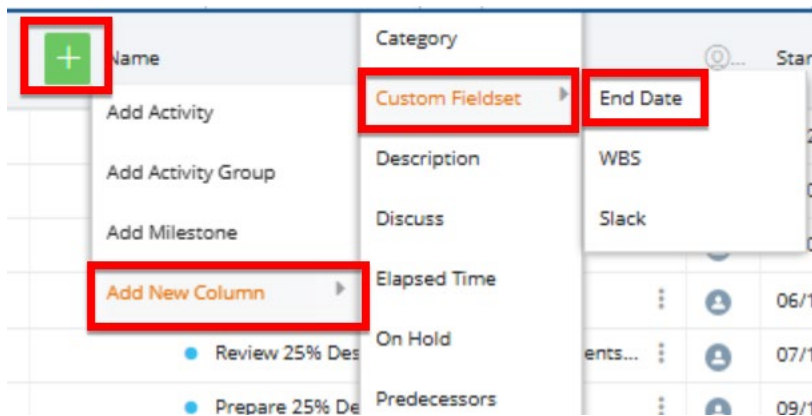 Name
Star
Add Activity
Add Activity Group
Add Milestone
Add New Column
Category
Custom Fieldset
Description
Discuss
Elapsed Time
On Hold
Predecessors
End Date
WBS
Slack
06/1
Review 25% Des
ents...
07/1
Prepare 25% De
09/1